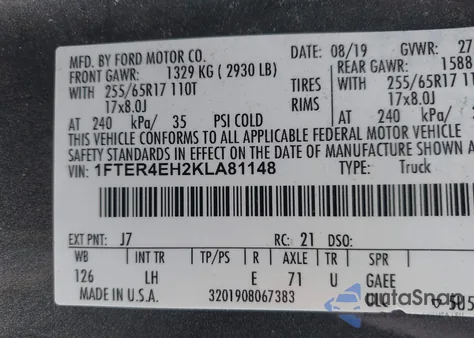 MFD. BY FORD MOTOR CO. DATE: 08/19 GVWR: 27
FRONT GAWR: 1329 KG ( 2930 LB) REAR GAWR: 1588
WITH 255/65R17 110T TIRES WITH 255/65R17
17x8.0J RIMS 17x8.0J
AT 240 kPa/ 35 PSI COLD AT 240 kPa/
THIS VEHICLE CONFORMS TO ALL APPLICABLE FEDERAL MOTOR VEHICLE
SAFETY STANDARDS IN EFFECT ON THE DATE OF MANUFACTURE SHOWN A
VIN: 1FTER4EH2KLA81148 TYPE: Truck
EXT PNT: J7 RC: 21 DSO:
WB INT TR TP/PS R AXLE TR SPR
126 LH E 71 U GAEE
MADE IN U.S.A. 3201908067383
autoSnap
505